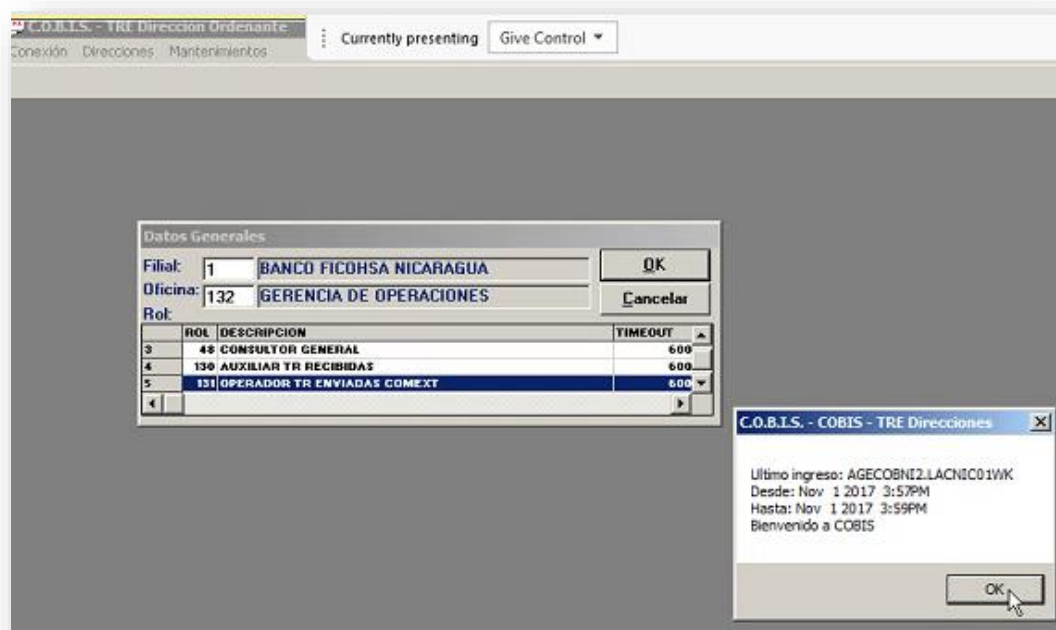 C.O.B.I.S. - TRE Dirección Ordenante
Conexión Direcciones Mantenimientos
Currently presenting Give Control
Datos Generales
Filial: 1 BANCO FICOHSA NICARAGUA OK
Oficina: 132 GERENCIA DE OPERACIONES Cancelar
Rol:
ROL DESCRIPCION TIMEOUT
3 48 CONSULTOR GENERAL 600
4 130 AUXILIAR TR RECIBIDAS 600
5 131 OPERADOR TR ENVIADAS COMEXT 600
C.O.B.I.S. - COBIS - TRE Direcciones
Ultimo ingreso: AGECOBNI2.LACNIC01WK
Desde: Nov 1 2017 3:57PM
Hasta: Nov 1 2017 3:59PM
Bienvenido a COBIS
OK